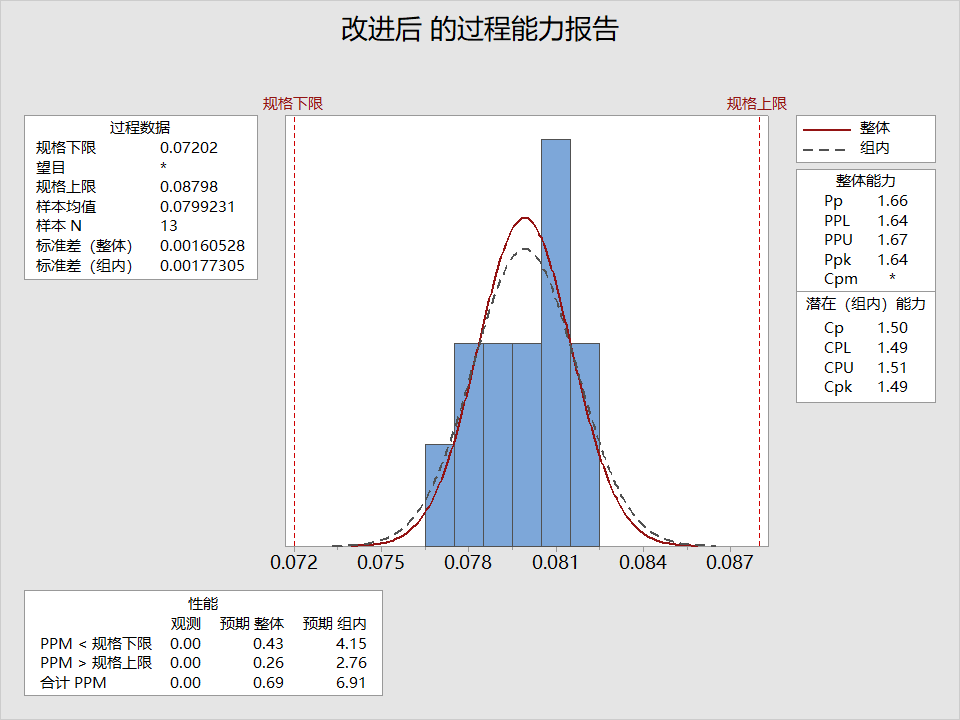 改进后 的过程能力报告
规格下限 规格上限
过程数据
规格下限 0.07202
望目 *
规格上限 0.08798
样本均值 0.0799231
样本 N 13
标准差（整体） 0.00160528
标准差（组内） 0.00177305
整体
组内
整体能力
Pp 1.66
PPL 1.64
PPU 1.67
Ppk 1.64
Cpm *
潜在（组内）能力
Cp 1.50
CPL 1.49
CPU 1.51
Cpk 1.49
0.072 0.075 0.078 0.081 0.084 0.087
性能
观测 预期 整体 预期 组内
PPM < 规格下限 0.00 0.43 4.15
PPM > 规格上限 0.00 0.26 2.76
合计 PPM 0.00 0.69 6.91